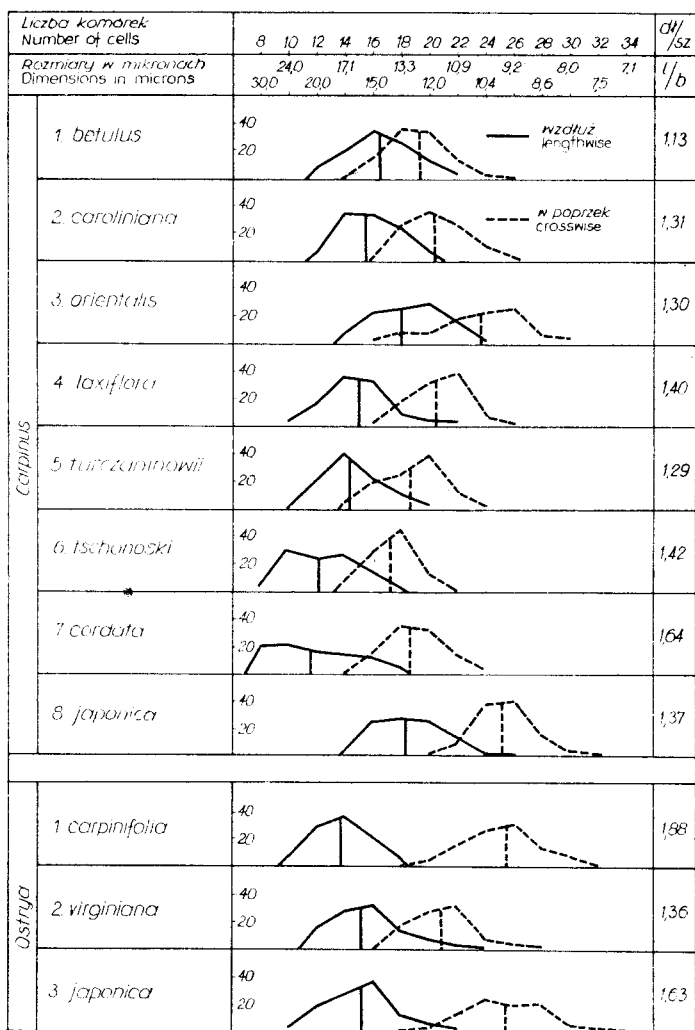 Liczba komórek
Number of cells
8 10 12 14 16 18 20 22 24 26 28 30 32 34
dł/sz
Rozmiary w mikronach
Dimensions in microns
24,0 17,1 13,3 10,9 9,2 8,0 7,1
30,0 20,0 15,0 12,0 10,4 8,6 7,5
l/b
Carpinus
1. betulus
40
20
wzdłuż
lengthwise
1,13
2. caroliniana
40
20
w poprzek
crosswise
1,31
3. orientalis
40
20
1,30
4. laxiflora
40
20
1,40
5. turczaninowii
40
20
1,29
6. tschonoski
40
20
1,42
7. cordata
40
20
1,64
8. japonica
40
20
1,37
Ostrya
1. carpinifolia
40
20
1,88
2. virginiana
40
20
1,36
3. japonica
40
20
1,63